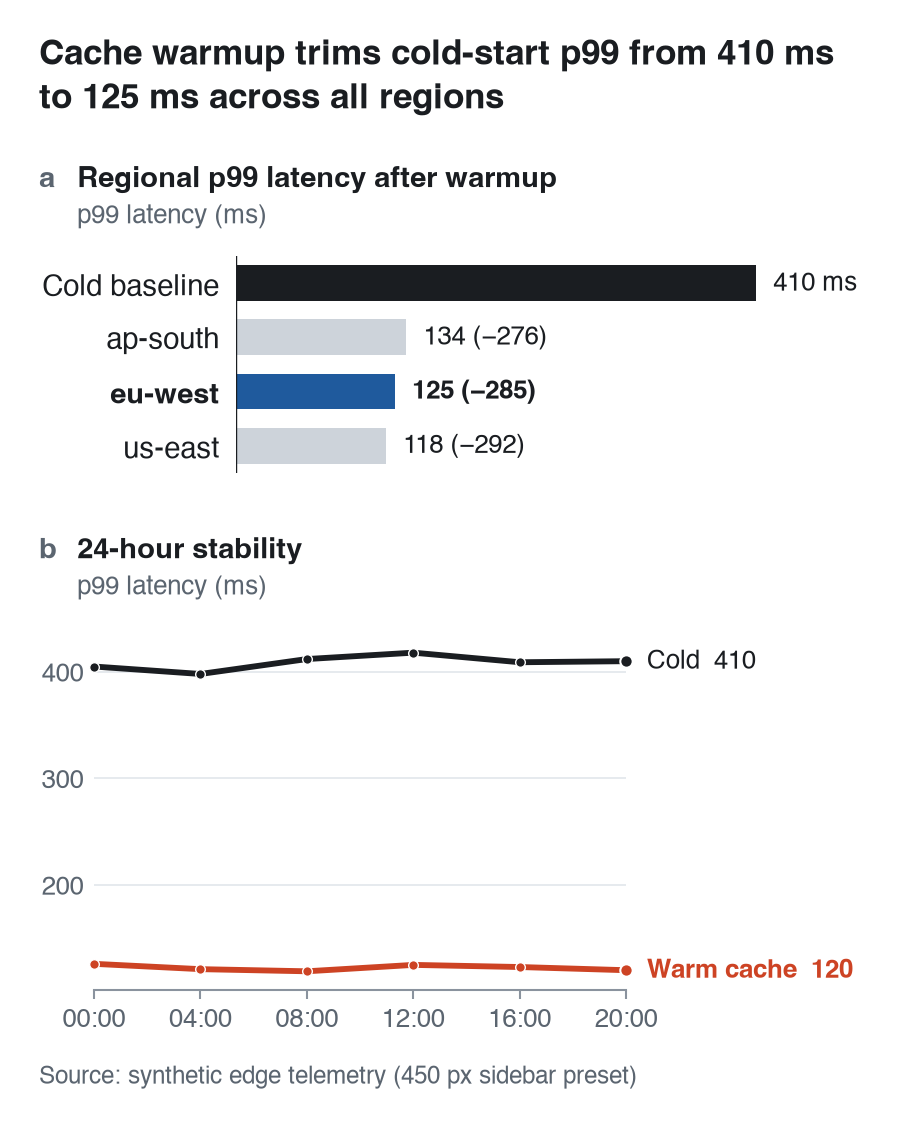 Cache warmup trims cold-start p99 from 410 ms
to 125 ms across all regions
a Regional p99 latency after warmup
p99 latency (ms)
Cold baseline 410 ms
ap-south 134 (−276)
eu-west 125 (−285)
us-east 118 (−292)
b 24-hour stability
p99 latency (ms)
400 Cold 410
300
200
Warm cache 120
00:00 04:00 08:00 12:00 16:00 20:00
Source: synthetic edge telemetry (450 px sidebar preset)